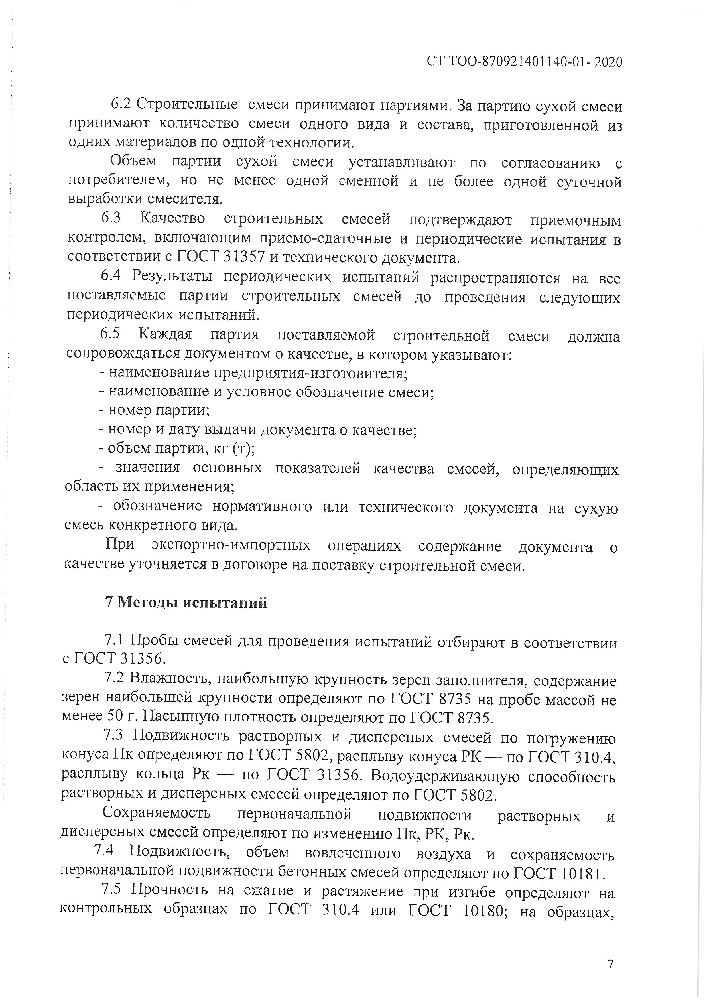 СТ ТОО-870921401140-01- 2020
6.2 Строительные смеси принимают партиями. За партию сухой смеси
принимают количество смеси одного вида и состава, приготовленной из
одних материалов по одной технологии.
Объем партии сухой смеси устанавливают по согласованию с
потребителем, но не менее одной сменной и не более одной суточной
выработки смесителя.
6.3 Качество строительных смесей подтверждают приемочным
контролем, включающим приемо-сдаточные и периодические испытания в
соответствии с ГОСТ 31357 и технического документа.
6.4 Результаты периодических испытаний распространяются на все
поставляемые партии строительных смесей до проведения следующих
периодических испытаний.
6.5 Каждая партия поставляемой строительной смеси должна
сопровождаться документом о качестве, в котором указывают:
- наименование предприятия-изготовителя;
- наименование и условное обозначение смеси;
- номер партии;
- номер и дату выдачи документа о качестве;
- объем партии, кг (т);
- значения основных показателей качества смесей, определяющих
область их применения;
- обозначение нормативного или технического документа на сухую
смесь конкретного вида.
При экспортно-импортных операциях содержание документа о
качестве уточняется в договоре на поставку строительной смеси.
7 Методы испытаний
7.1 Пробы смесей для проведения испытаний отбирают в соответствии
с ГОСТ 31356.
7.2 Влажность, наибольшую крупность зерен заполнителя, содержание
зерен наибольшей крупности определяют по ГОСТ 8735 на пробе массой не
менее 50 г. Насыпную плотность определяют по ГОСТ 8735.
7.3 Подвижность растворных и дисперсных смесей по погружению
конуса Пк определяют по ГОСТ 5802, расплыву конуса РК — по ГОСТ 310.4,
расплыву кольца Рк — по ГОСТ 31356. Водоудерживающую способность
растворных и дисперсных смесей определяют по ГОСТ 5802.
Сохраняемость первоначальной подвижности растворных и
дисперсных смесей определяют по изменению Пк, РК, Рк.
7.4 Подвижность, объем вовлеченного воздуха и сохраняемость
первоначальной подвижности бетонных смесей определяют по ГОСТ 10181.
7.5 Прочность на сжатие и растяжение при изгибе определяют на
контрольных образцах по ГОСТ 310.4 или ГОСТ 10180; на образцах,
7